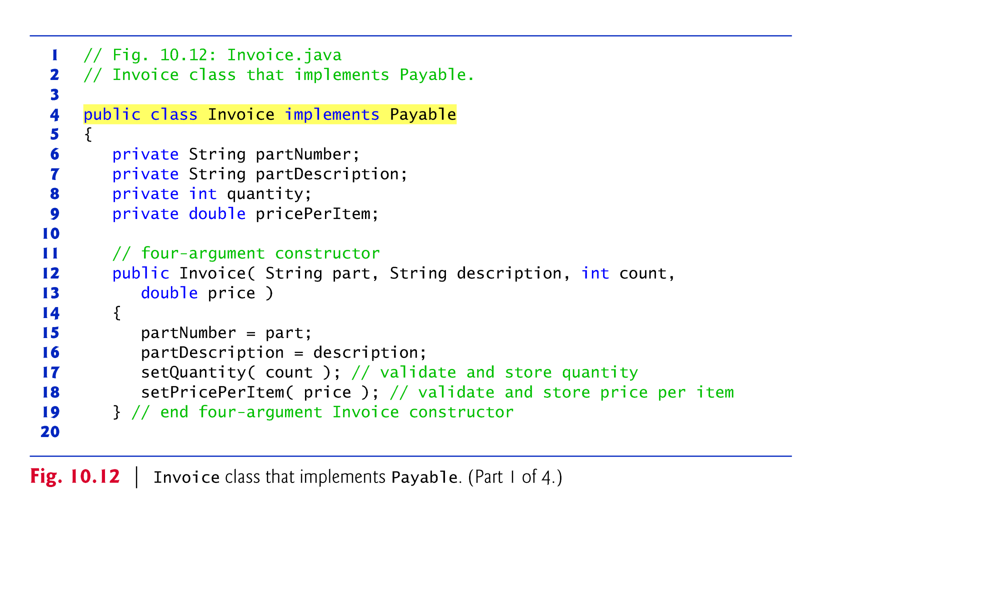 1 // Fig. 10.12: Invoice.java
2 // Invoice class that implements Payable.
3
4 public class Invoice implements Payable
5 {
6    private String partNumber;
7    private String partDescription;
8    private int quantity;
9    private double pricePerItem;
10
11    // four-argument constructor
12    public Invoice( String part, String description, int count,
13       double price )
14    {
15       partNumber = part;
16       partDescription = description;
17       setQuantity( count ); // validate and store quantity
18       setPricePerItem( price ); // validate and store price per item
19    } // end four-argument Invoice constructor
20
Fig. 10.12 | Invoice class that implements Payable. (Part 1 of 4.)